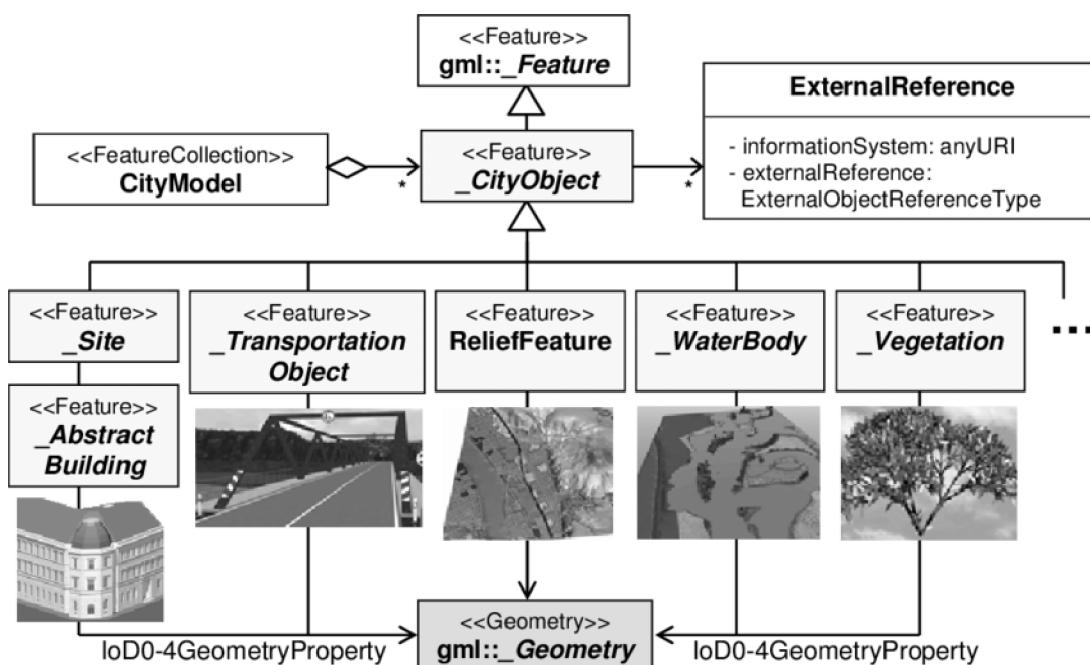 <<Feature>>
gml::_Feature
<<FeatureCollection>>
CityModel
*
<<Feature>>
_CityObject
*
ExternalReference
- informationSystem: anyURI
- externalReference:
ExternalObjectReferenceType
<<Feature>>
_Site
<<Feature>>
_Transportation
Object
<<Feature>>
ReliefFeature
<<Feature>>
_WaterBody
<<Feature>>
_Vegetation
...
<<Feature>>
_Abstract
Building
loD0-4GeometryProperty
<<Geometry>>
gml::_Geometry
loD0-4GeometryProperty